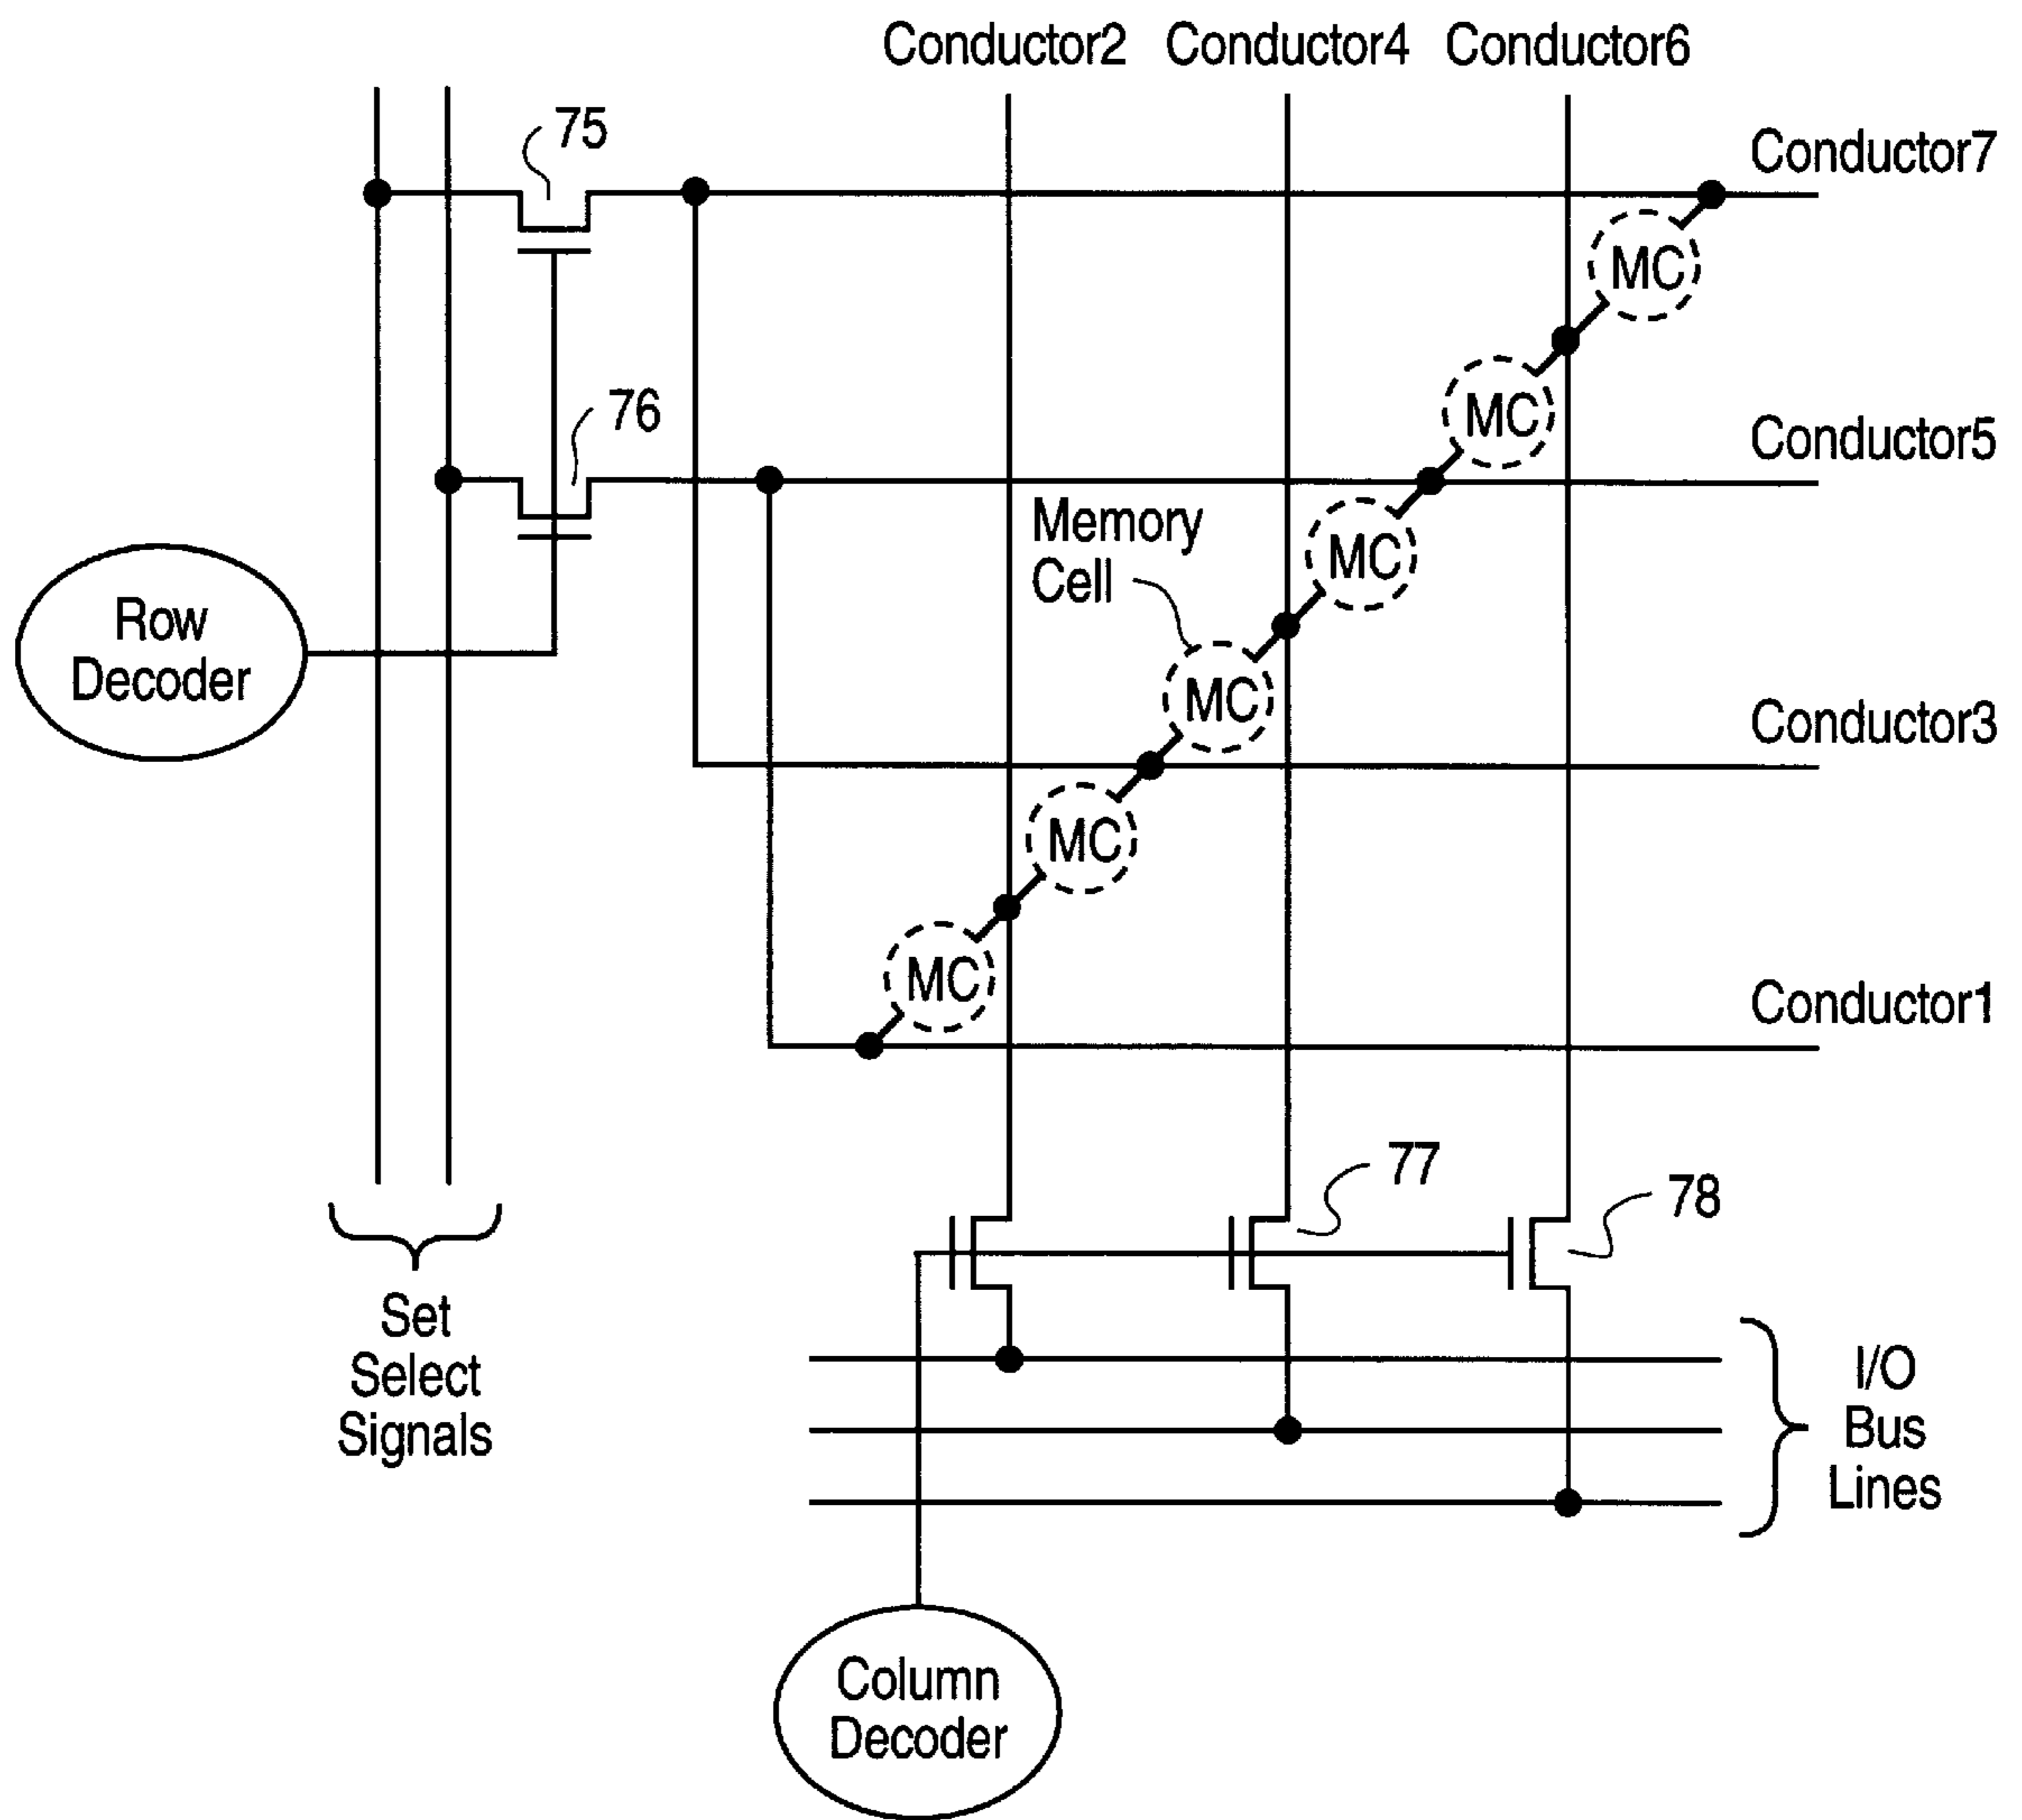 Conductor2 Conductor4 Conductor6
75
Conductor7
MC
76
MC
Conductor5
Memory
Cell
MC
Row
Decoder
MC
Conductor3
MC
MC
Conductor1
77
78
Set
Select
Signals
I/O
Bus
Lines
Column
Decoder